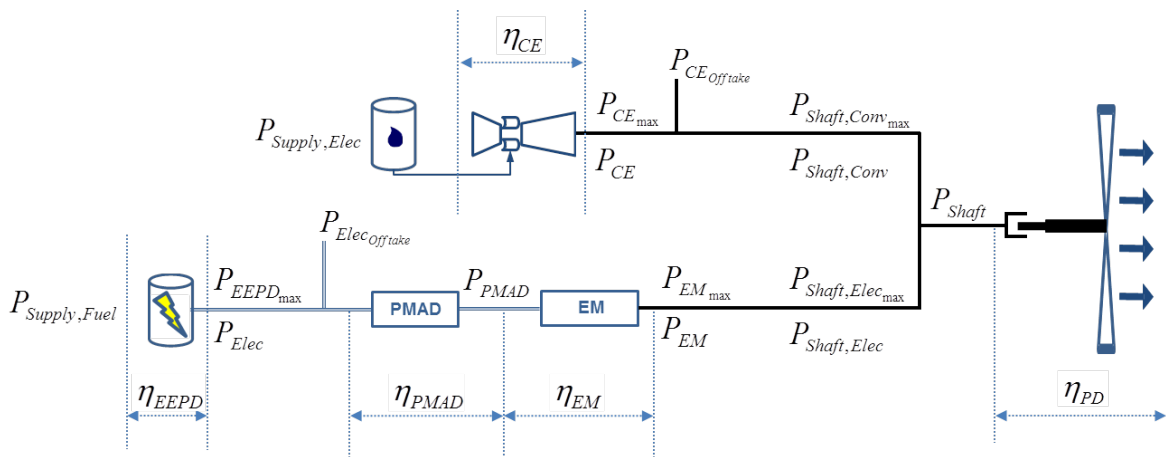 η_CE
P_CE_Offtake
P_CE_max
P_Shaft,Conv_max
P_Supply,Elec
P_CE
P_Shaft,Conv
P_Shaft
P_Elec_Offtake
P_EEPD_max
P_PMAD
P_EM_max
P_Shaft,Elec_max
P_Supply,Fuel
PMAD
EM
P_Elec
P_EM
P_Shaft,Elec
η_EEPD
η_PMAD
η_EM
η_PD